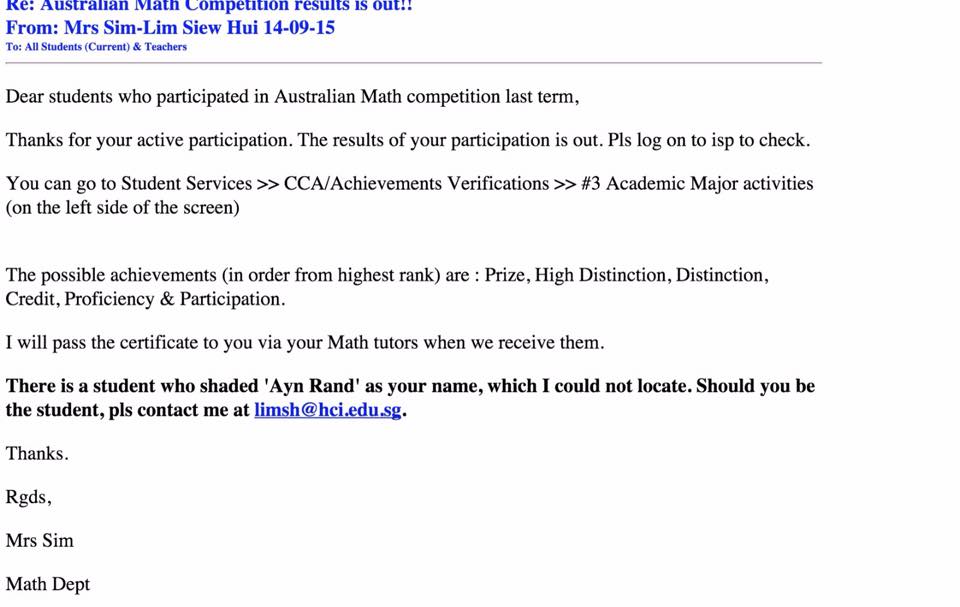 Re: Australian Math Competition results is out!!
From: Mrs Sim-Lim Siew Hui 14-09-15
To: All Students (Current) & Teachers
Dear students who participated in Australian Math competition last term,
Thanks for your active participation. The results of your participation is out. Pls log on to isp to check.
You can go to Student Services >> CCA/Achievements Verifications >> #3 Academic Major activities
(on the left side of the screen)
The possible achievements (in order from highest rank) are : Prize, High Distinction, Distinction,
Credit, Proficiency & Participation.
I will pass the certificate to you via your Math tutors when we receive them.
There is a student who shaded 'Ayn Rand' as your name, which I could not locate. Should you be
the student, pls contact me at limsh@hci.edu.sg.
Thanks.
Rgds,
Mrs Sim
Math Dept